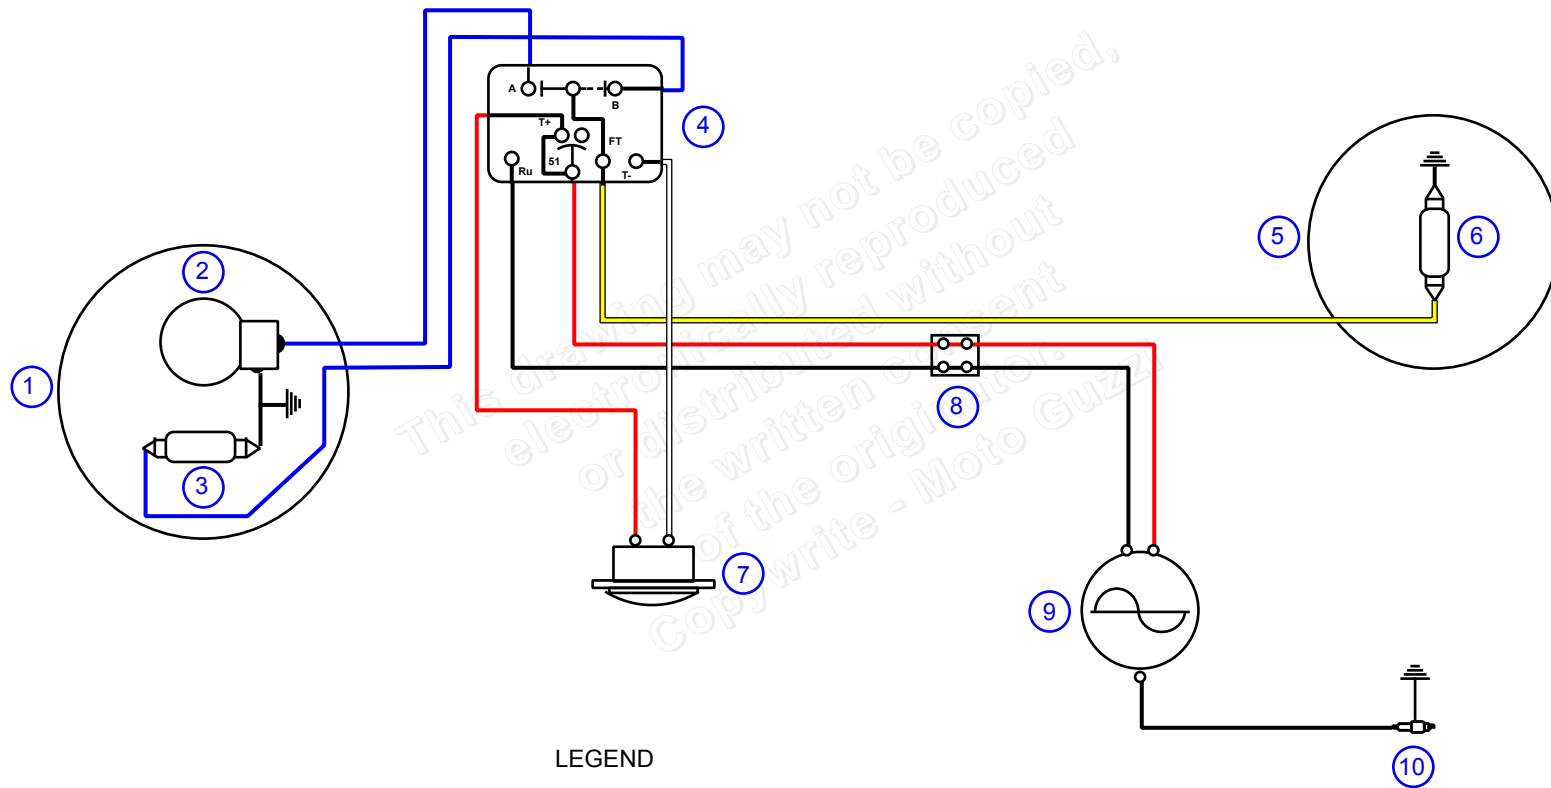 A
B
4
T+
FT
51
Ru
T-
5
6
2
1
3
8
7
9
10
This drawing may not be copied,
electronically reproduced
or distributed without
the written consent
of the originator.
Copywrite - Moto Guzzi
LEGEND